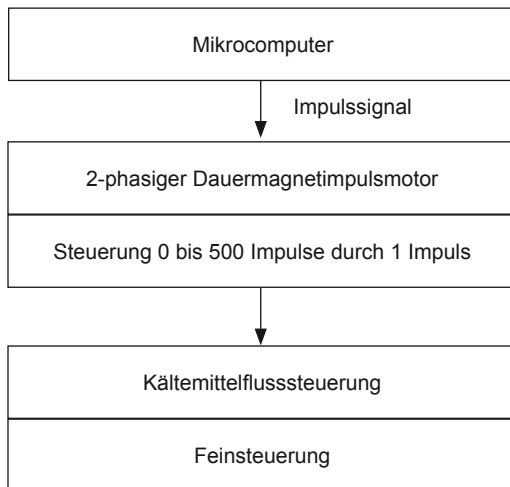 Mikrocomputer
Impulssignal
2-phasiger Dauermagnetimpulsmotor
Steuerung 0 bis 500 Impulse durch 1 Impuls
Kältemittelflusssteuerung
Feinsteuerung